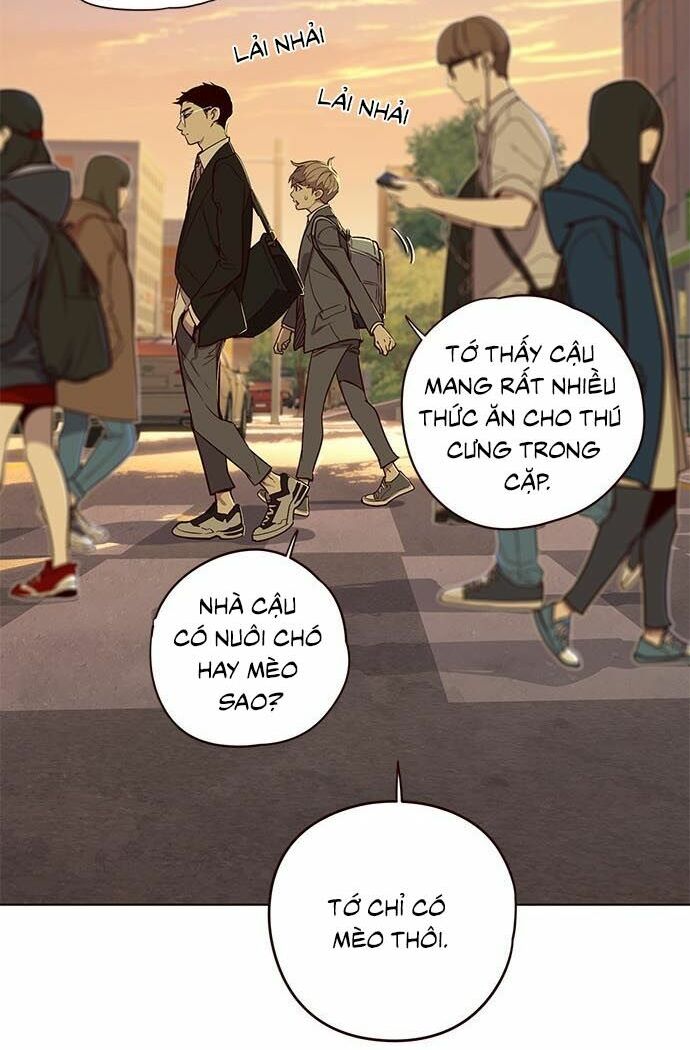 LẢI NHẢI
LẢI NHẢI
TỚ THẤY CẬU
MANG RẤT NHIỀU
THỨC ĂN CHO THÚ
CƯNG TRONG
CẶP.
NHÀ CẬU
CÓ NUÔI CHÓ
HAY MÈO
SAO?
TỚ CHỈ CÓ
MÈO THÔI.